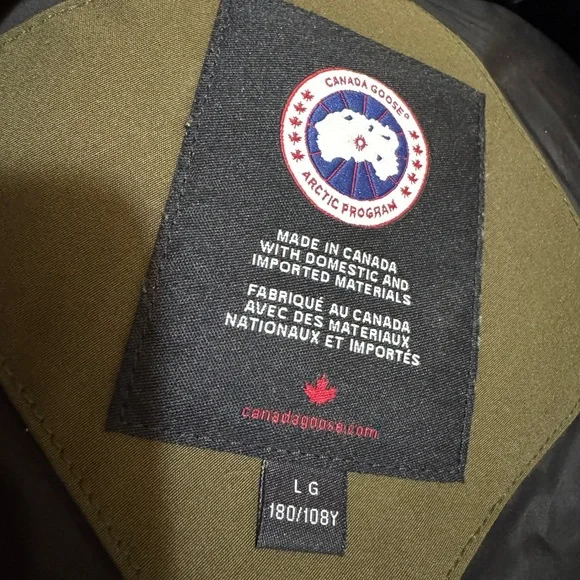 CANADA GOOSE®
ARCTIC PROGRAM
MADE IN CANADA
WITH DOMESTIC AND
IMPORTED MATERIALS
FABRIQUÉ AU CANADA
AVEC DES MATERIAUX
NATIONAUX ET IMPORTÉS
canadagoose.com
LG
180/108Y